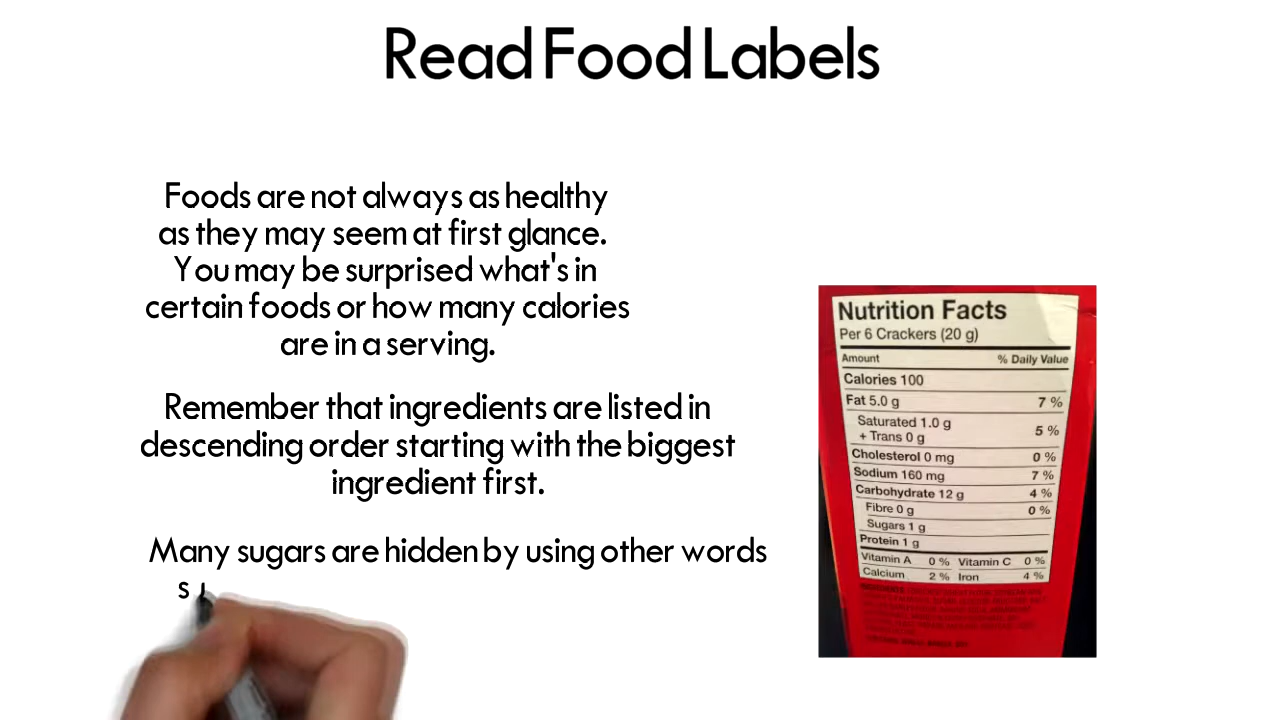 Read Food Labels
Foods are not always as healthy
as they may seem at first glance.
You may be surprised what's in
certain foods or how many calories
are in a serving.
Remember that ingredients are listed in
descending order starting with the biggest
ingredient first.
Many sugars are hidden by using other words
s
Nutrition Facts
Per 6 Crackers (20 g)
Amount % Daily Value
Calories 100
Fat 5.0 g 7 %
Saturated 1.0 g
+ Trans 0 g 5 %
Cholesterol 0 mg 0 %
Sodium 160 mg 7 %
Carbohydrate 12 g 4 %
Fibre 0 g 0 %
Sugars 1 g
Protein 1 g
Vitamin A 0 % Vitamin C 0 %
Calcium 2 % Iron 4 %